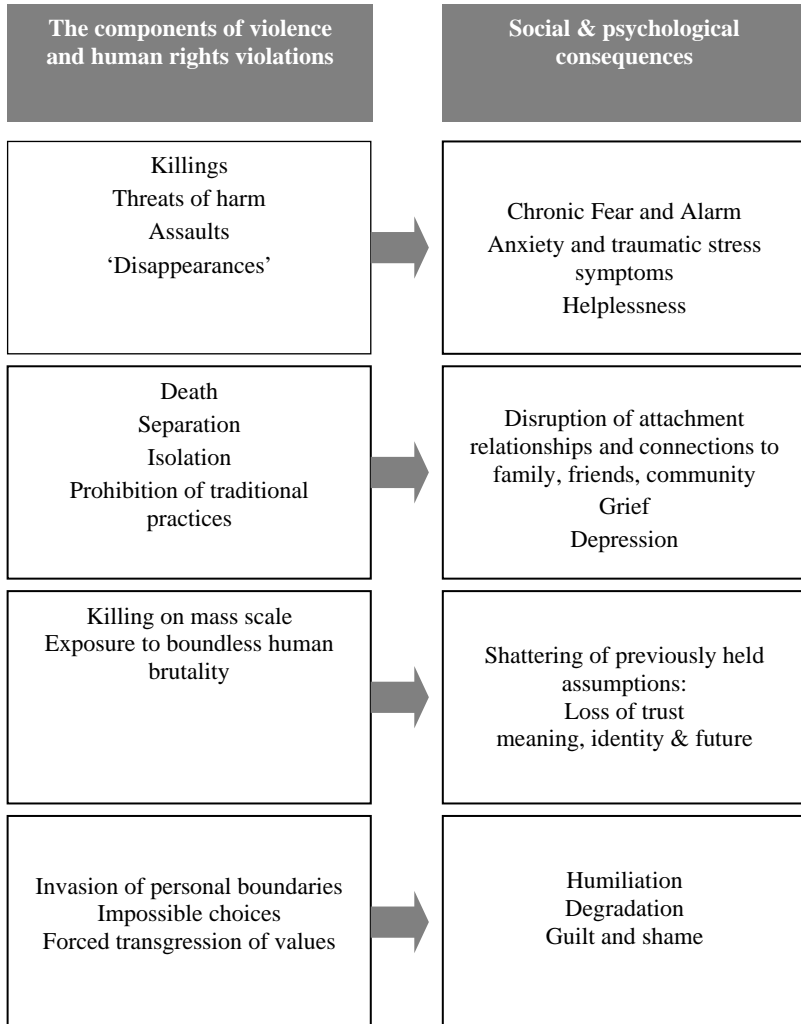 The components of violence
and human rights violations
Social & psychological
consequences
Killings
Threats of harm
Assaults
‘Disappearances’
Chronic Fear and Alarm
Anxiety and traumatic stress
symptoms
Helplessness
Death
Separation
Isolation
Prohibition of traditional
practices
Disruption of attachment
relationships and connections to
family, friends, community
Grief
Depression
Killing on mass scale
Exposure to boundless human
brutality
Shattering of previously held
assumptions:
Loss of trust
meaning, identity & future
Invasion of personal boundaries
Impossible choices
Forced transgression of values
Humiliation
Degradation
Guilt and shame